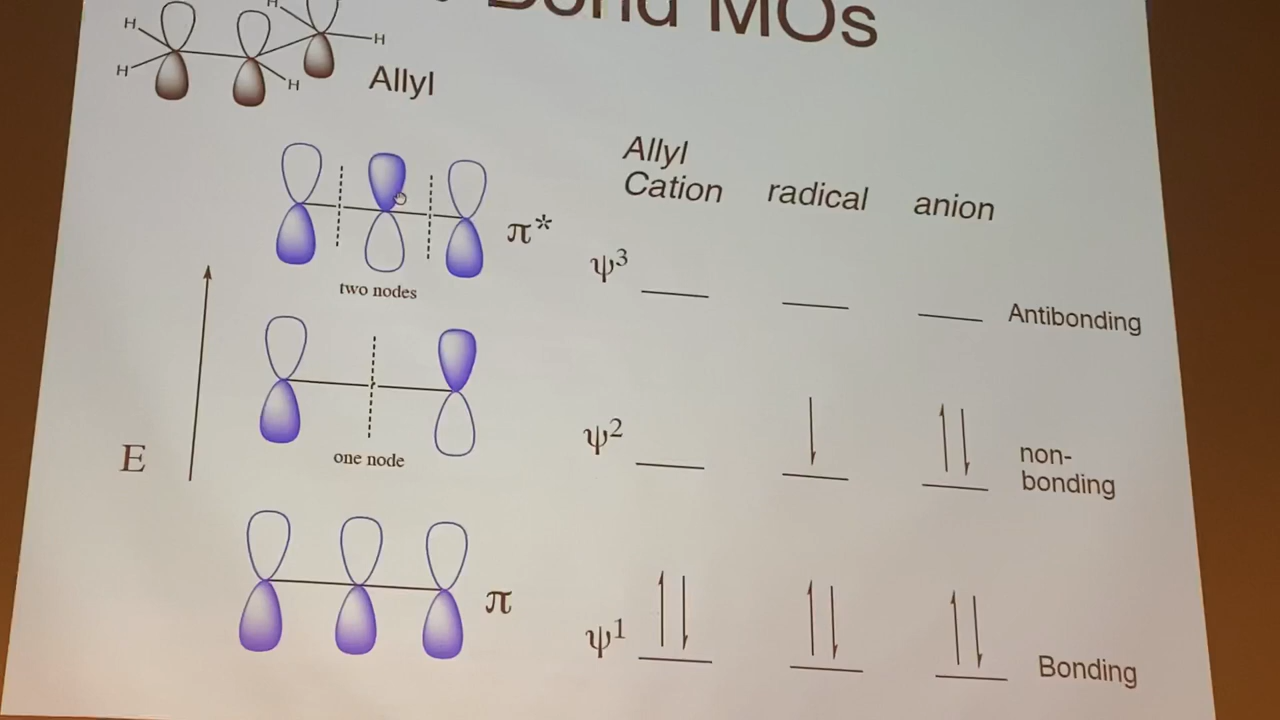 Bond MOs
H
H
H
H
H
Allyl
Allyl
Cation
radical
anion
π*
two nodes
ψ3
Antibonding
E
one node
ψ2
non-
bonding
π
ψ1
Bonding